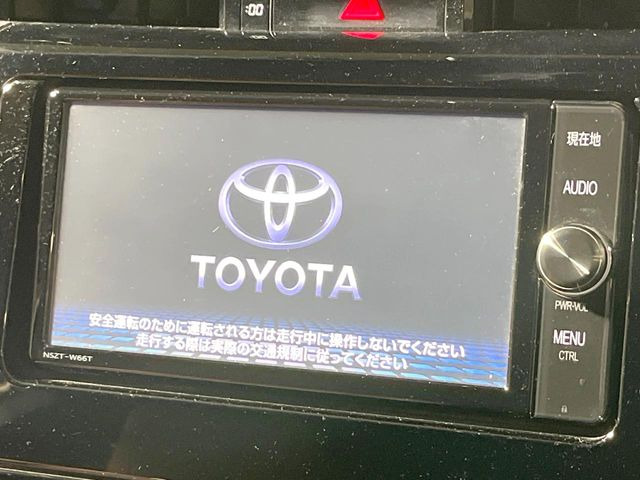 :00
現在地
AUDIO
TOYOTA
PWR-VOL
安全運転のために運転される方は走行中に操作しないでください
走行する際は実際の交通規制に従ってください
MENU
CTRL
NSZT-W66T